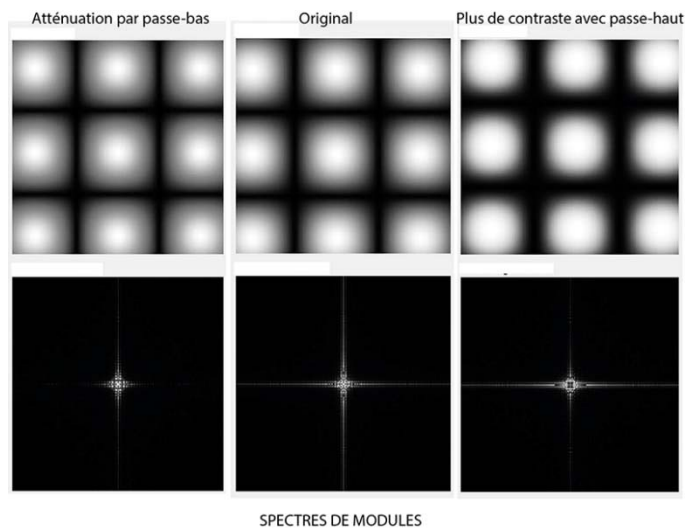 Atténuation par passe-bas
Original
Plus de contraste avec passe-haut
SPECTRES DE MODULES